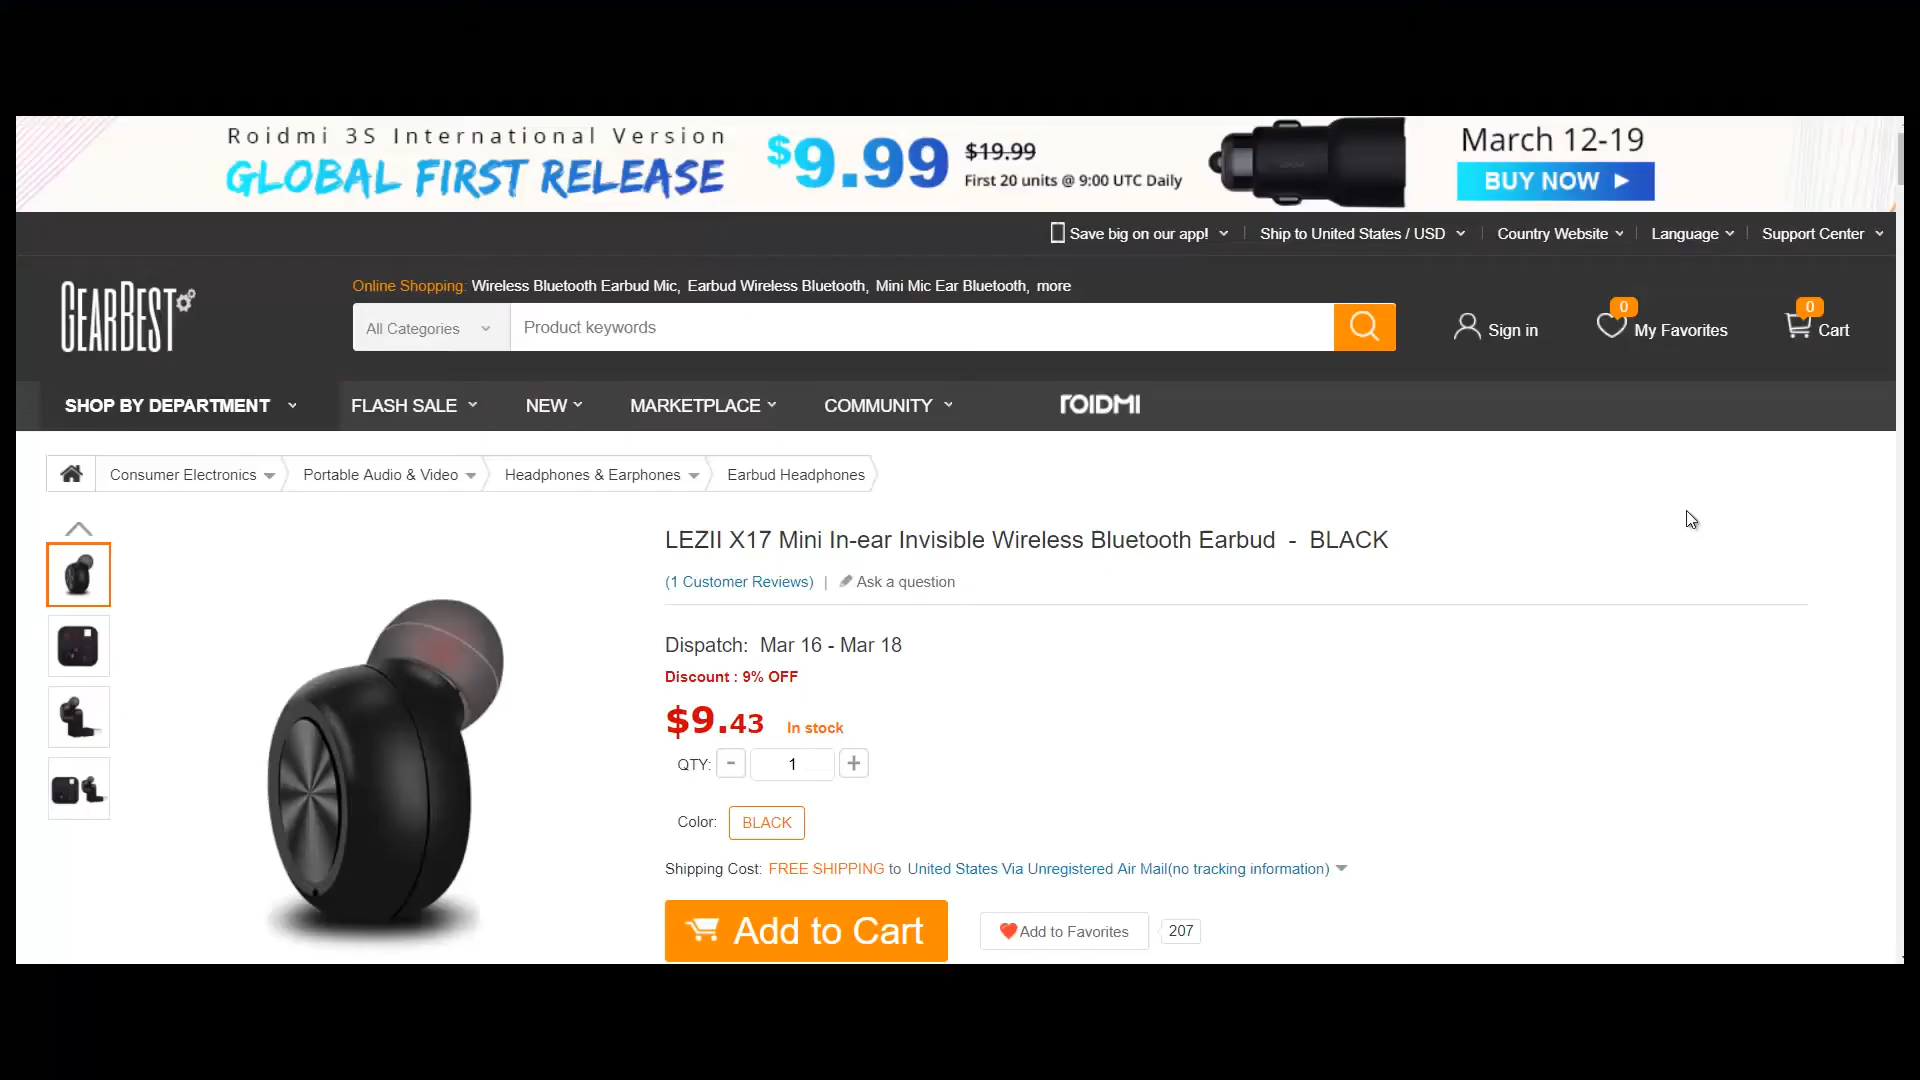 Roidmi 3S International Version
GLOBAL FIRST RELEASE
$9.99
$19.99
First 20 units @ 9:00 UTC Daily
March 12-19
BUY NOW
Save big on our app!
Ship to United States / USD
Country Website
Language
Support Center
GEARBEST
Online Shopping: Wireless Bluetooth Earbud Mic, Earbud Wireless Bluetooth, Mini Mic Ear Bluetooth, more
All Categories
Product keywords
Sign in
0
My Favorites
0
Cart
SHOP BY DEPARTMENT
FLASH SALE
NEW
MARKETPLACE
COMMUNITY
ROIDMI
Consumer Electronics
Portable Audio & Video
Headphones & Earphones
Earbud Headphones
LEZII X17 Mini In-ear Invisible Wireless Bluetooth Earbud - BLACK
(1 Customer Reviews) | Ask a question
Dispatch: Mar 16 - Mar 18
Discount : 9% OFF
$9.43 In stock
QTY: - 1 +
Color: BLACK
Shipping Cost: FREE SHIPPING to United States Via Unregistered Air Mail(no tracking information)
Add to Cart
Add to Favorites
207